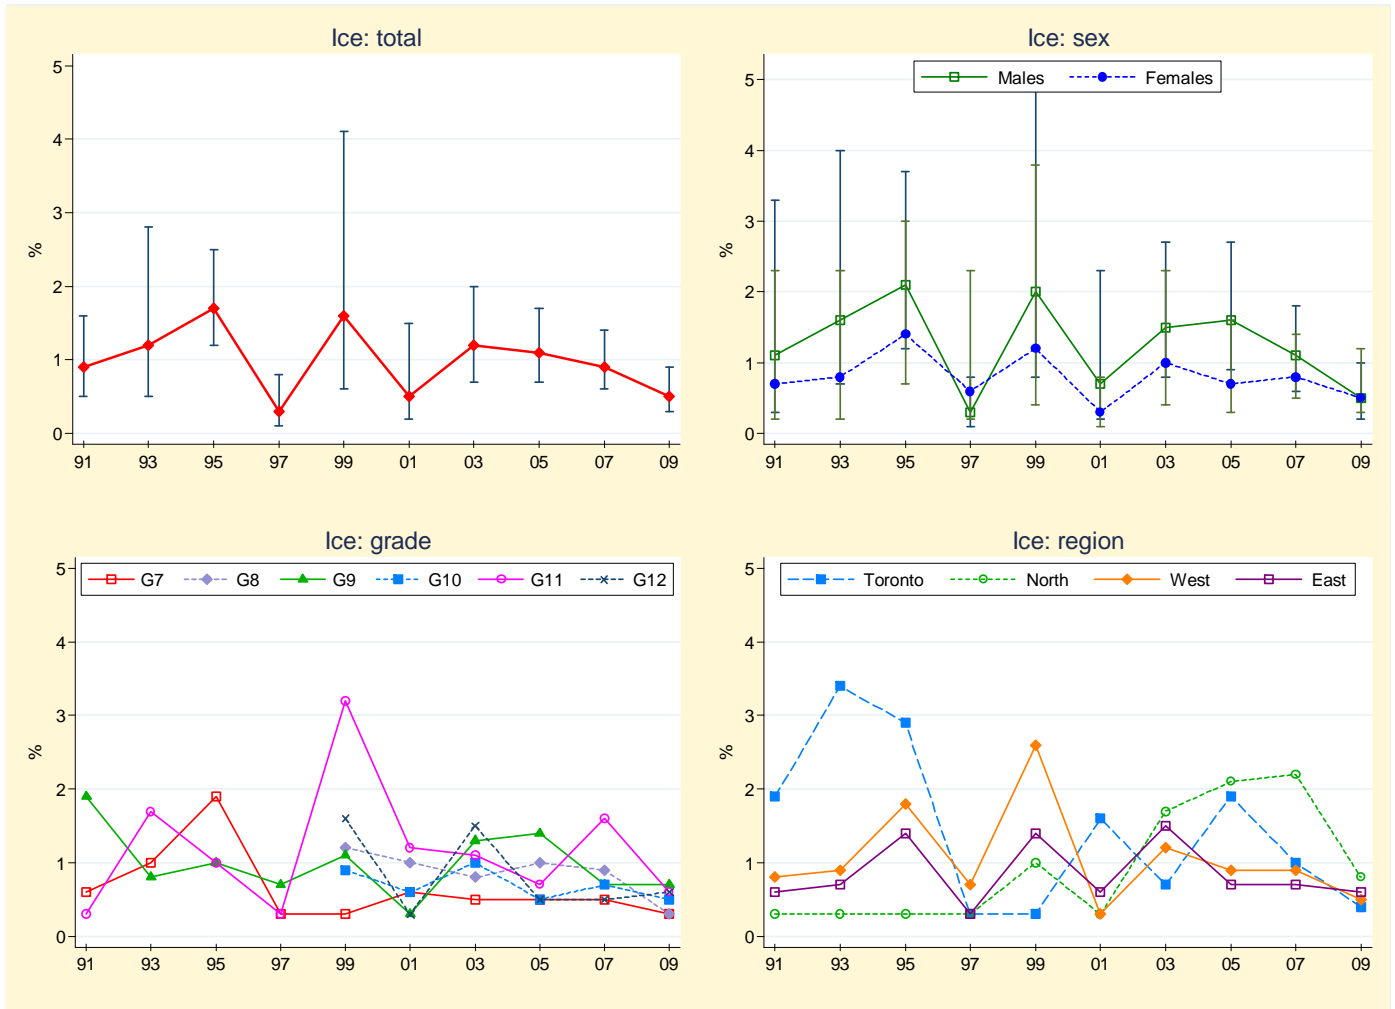 Ice: total
5
4
3
2
1
0
%
91 93 95 97 99 01 03 05 07 09
Ice: sex
Males Females
5
4
3
2
1
0
%
91 93 95 97 99 01 03 05 07 09
Ice: grade
G7 G8 G9 G10 G11 G12
5
4
3
2
1
0
%
91 93 95 97 99 01 03 05 07 09
Ice: region
Toronto North West East
5
4
3
2
1
0
%
91 93 95 97 99 01 03 05 07 09